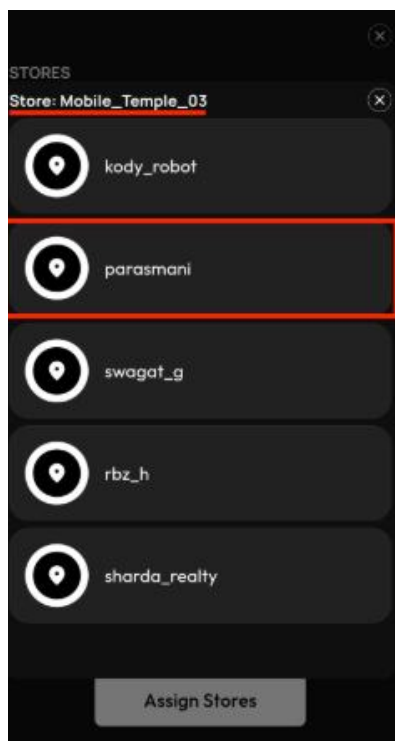 STORES
Store: Mobile_Temple_03
kody_robot
parasmani
swagat_g
rbz_h
sharda_realty
Assign Stores